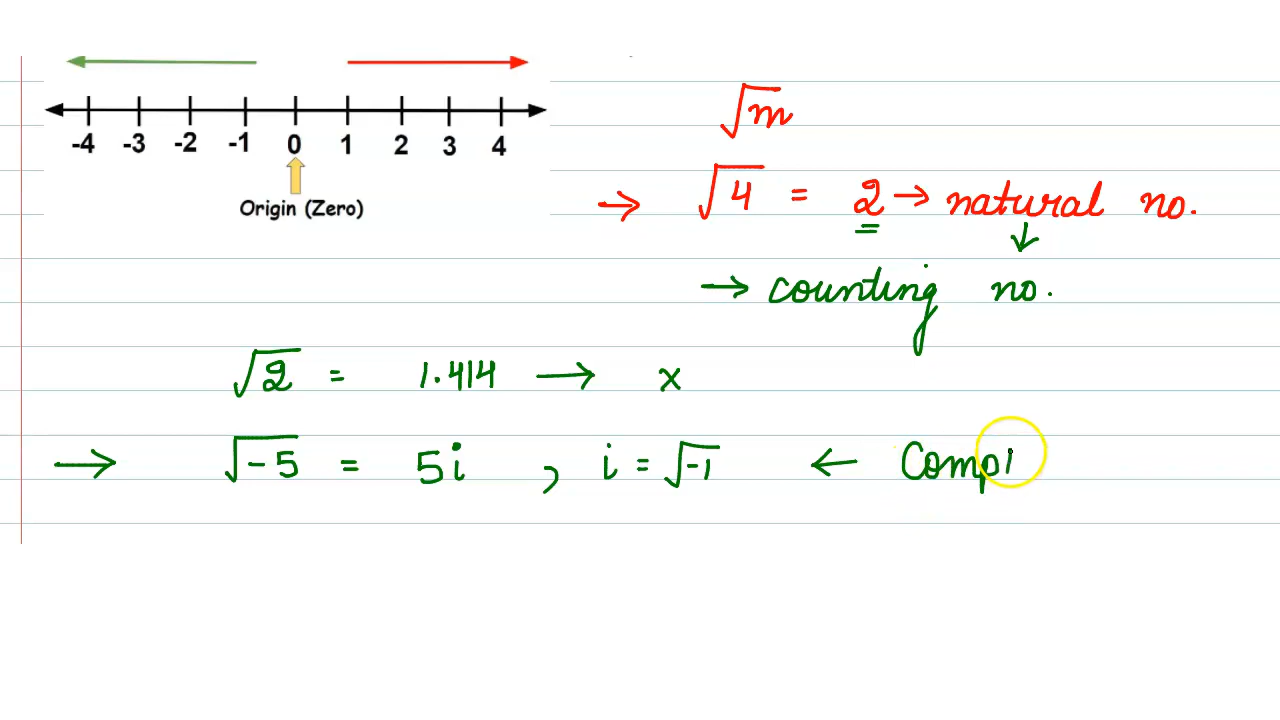 -4 -3 -2 -1 0 1 2 3 4
Origin (Zero)
√m
→ √4 = 2 → natural no.
↓
→ counting no.
√2 = 1.414 → x
→ √-5 = 5i , i = √-1 ← Compl